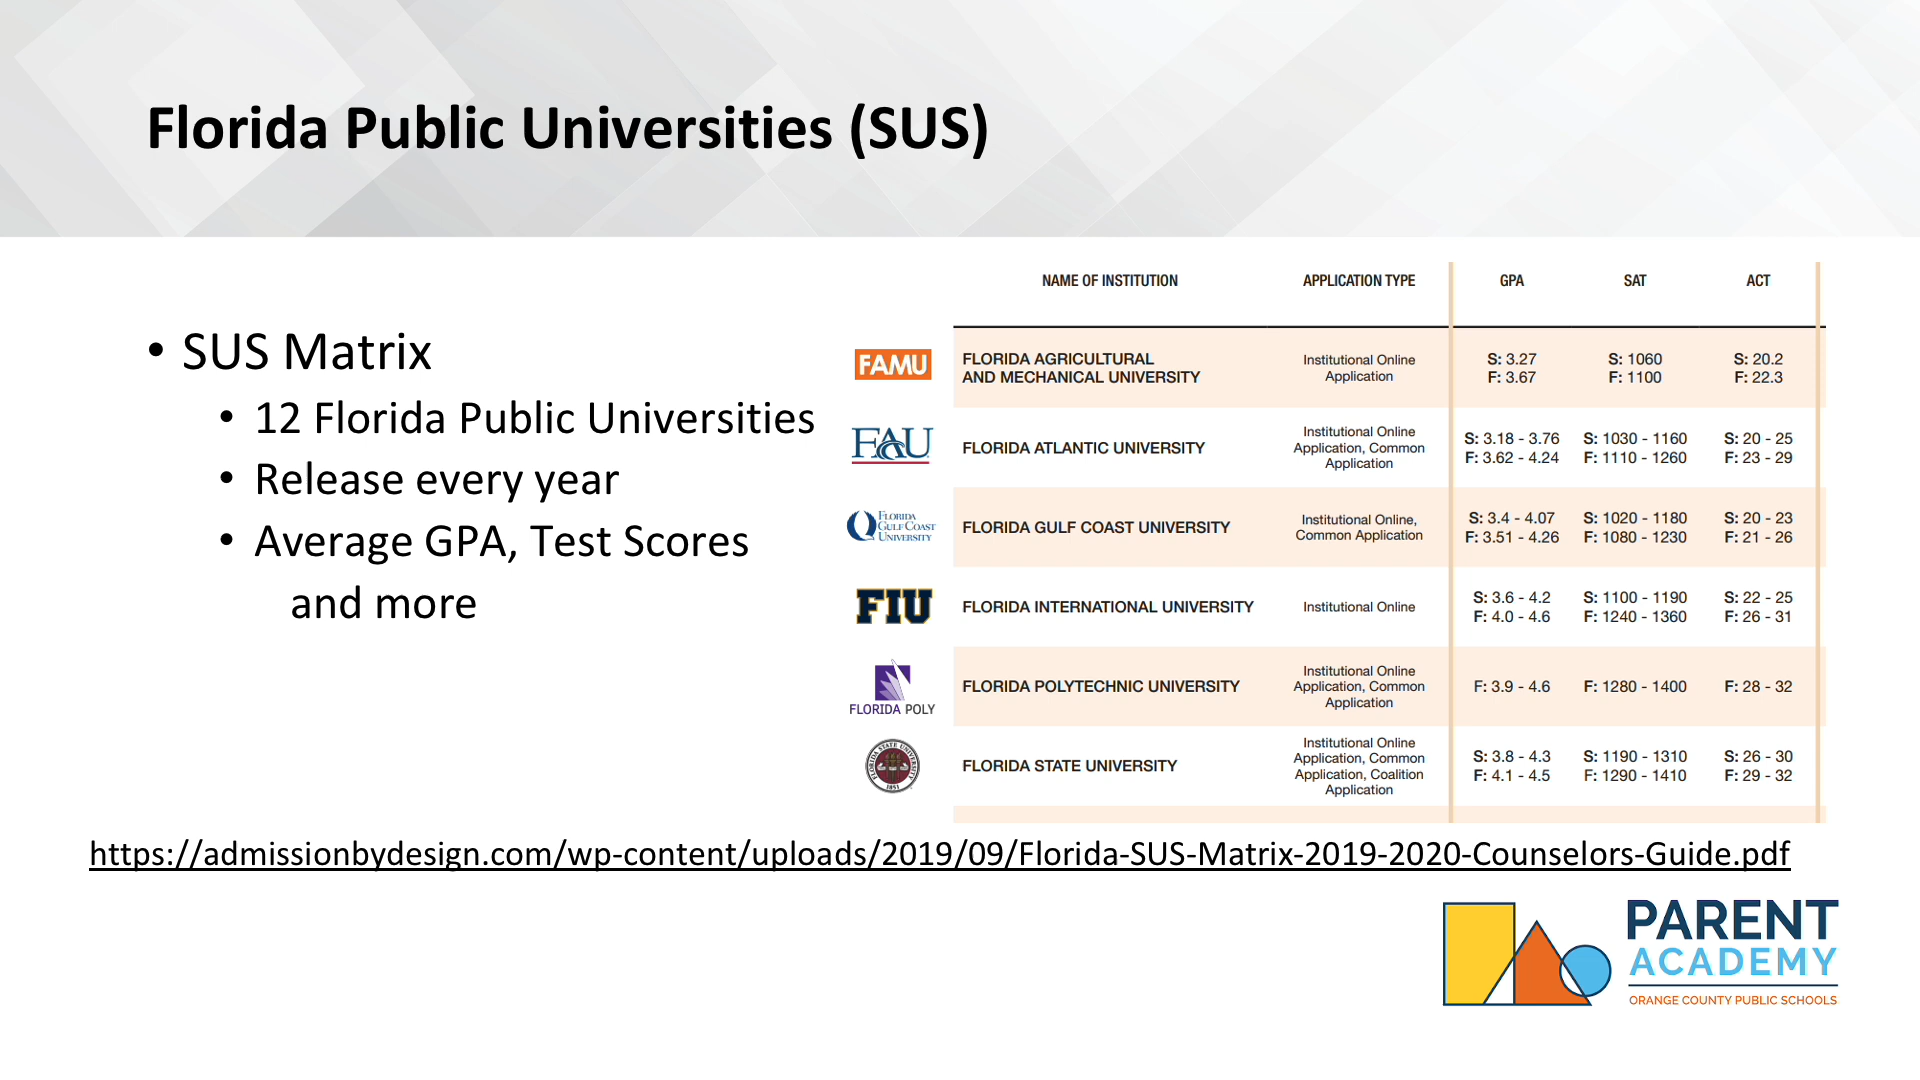 Florida Public Universities (SUS)
• SUS Matrix
• 12 Florida Public Universities
• Release every year
• Average GPA, Test Scores
and more
NAME OF INSTITUTION APPLICATION TYPE GPA SAT ACT
FAMU
FLORIDA AGRICULTURAL
AND MECHANICAL UNIVERSITY
Institutional Online
Application
S: 3.27
F: 3.67
S: 1060
F: 1100
S: 20.2
F: 22.3
FAU
FLORIDA ATLANTIC UNIVERSITY
Institutional Online
Application, Common
Application
S: 3.18 - 3.76
F: 3.62 - 4.24
S: 1030 - 1160
F: 1110 - 1260
S: 20 - 25
F: 23 - 29
FLORIDA
GULF COAST
UNIVERSITY
FLORIDA GULF COAST UNIVERSITY
Institutional Online,
Common Application
S: 3.4 - 4.07
F: 3.51 - 4.26
S: 1020 - 1180
F: 1080 - 1230
S: 20 - 23
F: 21 - 26
FIU
FLORIDA INTERNATIONAL UNIVERSITY
Institutional Online
S: 3.6 - 4.2
F: 4.0 - 4.6
S: 1100 - 1190
F: 1240 - 1360
S: 22 - 25
F: 26 - 31
FLORIDA POLY
FLORIDA POLYTECHNIC UNIVERSITY
Institutional Online
Application, Common
Application
F: 3.9 - 4.6
F: 1280 - 1400
F: 28 - 32
FLORIDA STATE UNIVERSITY
1851
FLORIDA STATE UNIVERSITY
Institutional Online
Application, Common
Application, Coalition
Application
S: 3.8 - 4.3
F: 4.1 - 4.5
S: 1190 - 1310
F: 1290 - 1410
S: 26 - 30
F: 29 - 32
https://admissionbydesign.com/wp-content/uploads/2019/09/Florida-SUS-Matrix-2019-2020-Counselors-Guide.pdf
PARENT
ACADEMY
ORANGE COUNTY PUBLIC SCHOOLS